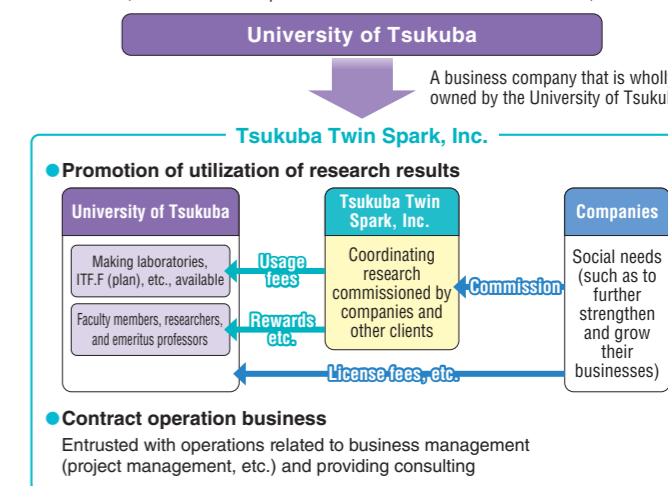 University of Tsukuba
A business company that is wholl
owned by the University of Tsuku
Tsukuba Twin Spark, Inc.
●Promotion of utilization of research results
University of Tsukuba
Making laboratories,
ITF.F (plan), etc., available
Faculty members, researchers,
and emeritus professors
Usage
fees
Rewards
etc.
Tsukuba Twin
Spark, Inc.
Coordinating
research
commissioned by
companies and
other clients
Commission
License fees, etc.
Companies
Social needs
(such as to
further
strengthen
and grow
their
businesses)
●Contract operation business
Entrusted with operations related to business management
(project management, etc.) and providing consulting